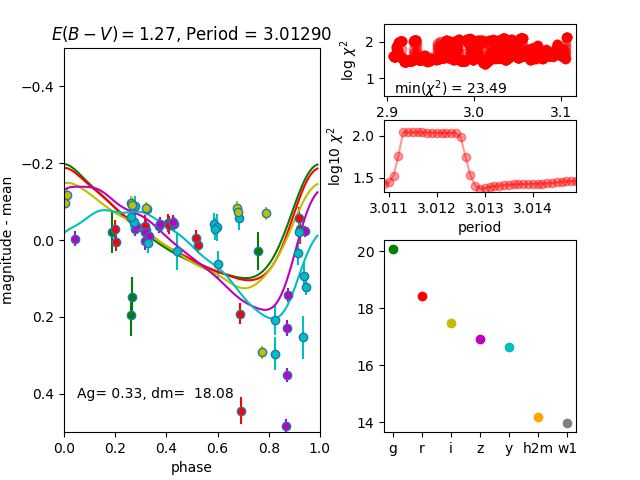 E(B − V) = 1.27, Period = 3.01290
−0.4
−0.2
0.0
0.2
0.4
magnitude - mean
Ag= 0.33, dm=  18.08
0.0 0.2 0.4 0.6 0.8 1.0
phase
log χ²
2
1
min(χ²) = 23.49
2.9 3.0 3.1
log10 χ²
2.0
1.5
3.011 3.012 3.013 3.014
period
20
18
16
14
g r i z y h2m w1